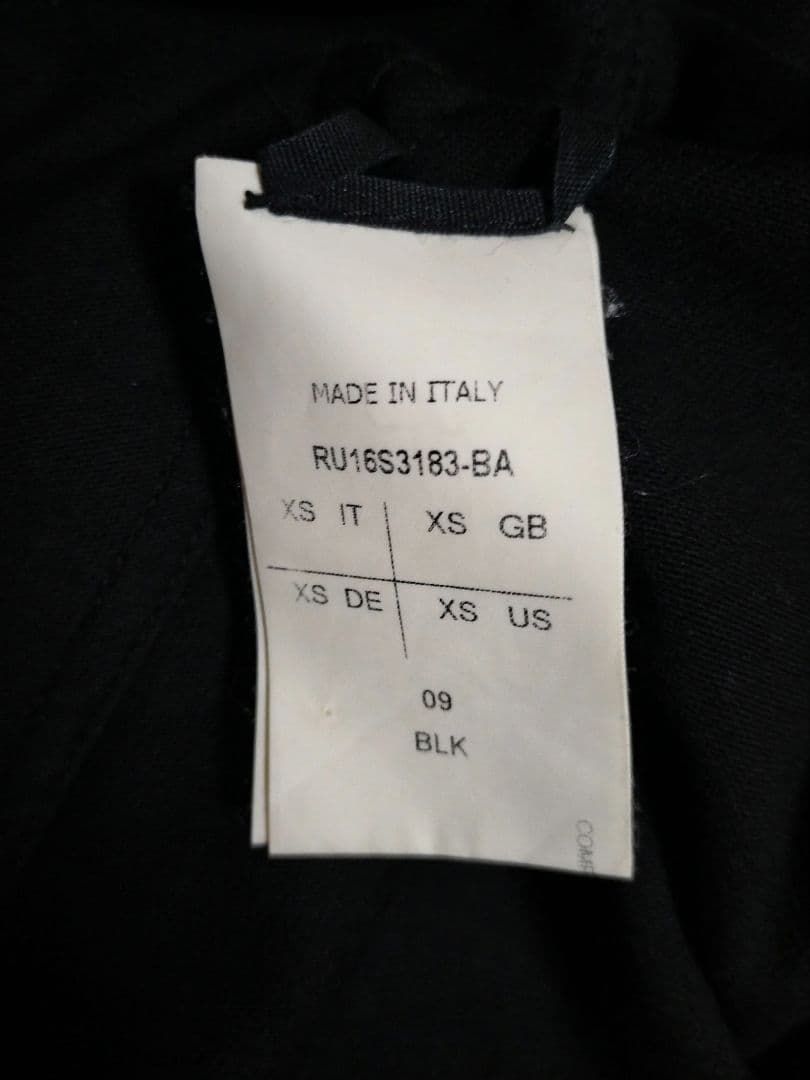 MADE IN ITALY
RU16S3183-BA
XS IT XS GB
XS DE XS US
09
BLK